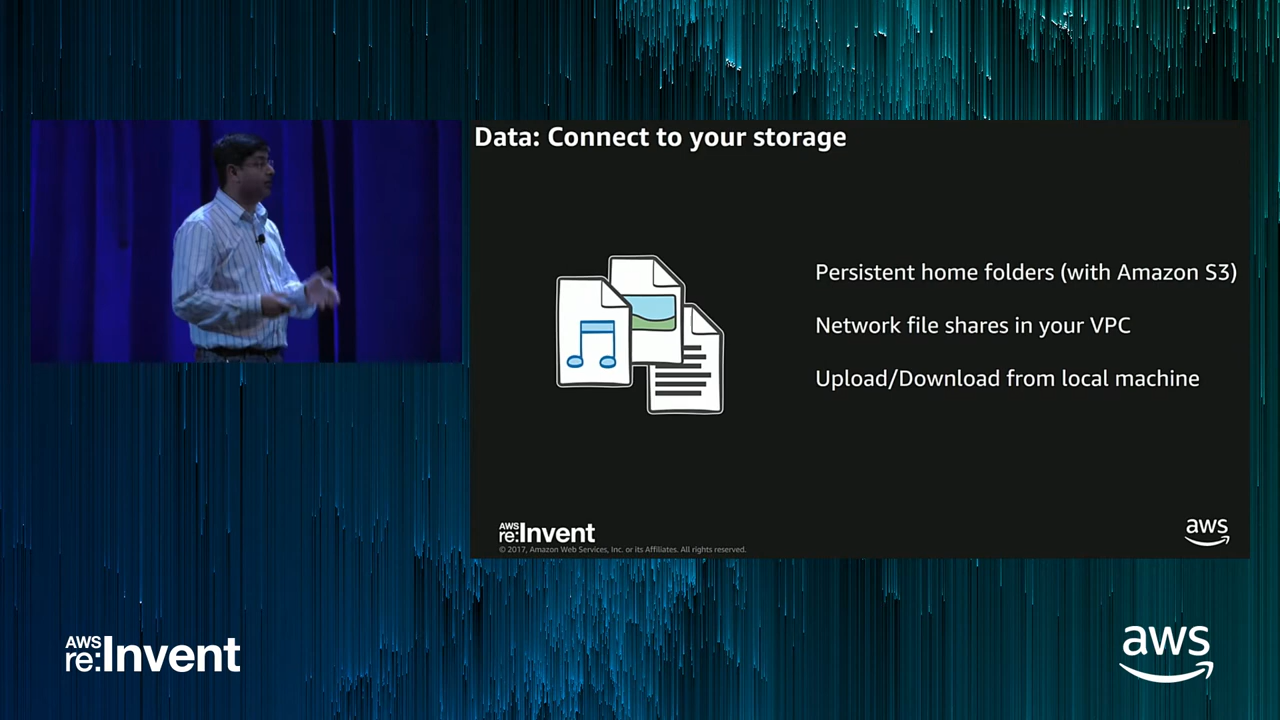 Data: Connect to your storage
Persistent home folders (with Amazon S3)
Network file shares in your VPC
Upload/Download from local machine
AWS
re:Invent
© 2017, Amazon Web Services, Inc. or its Affiliates. All rights reserved.
aws
AWS
re:Invent
aws